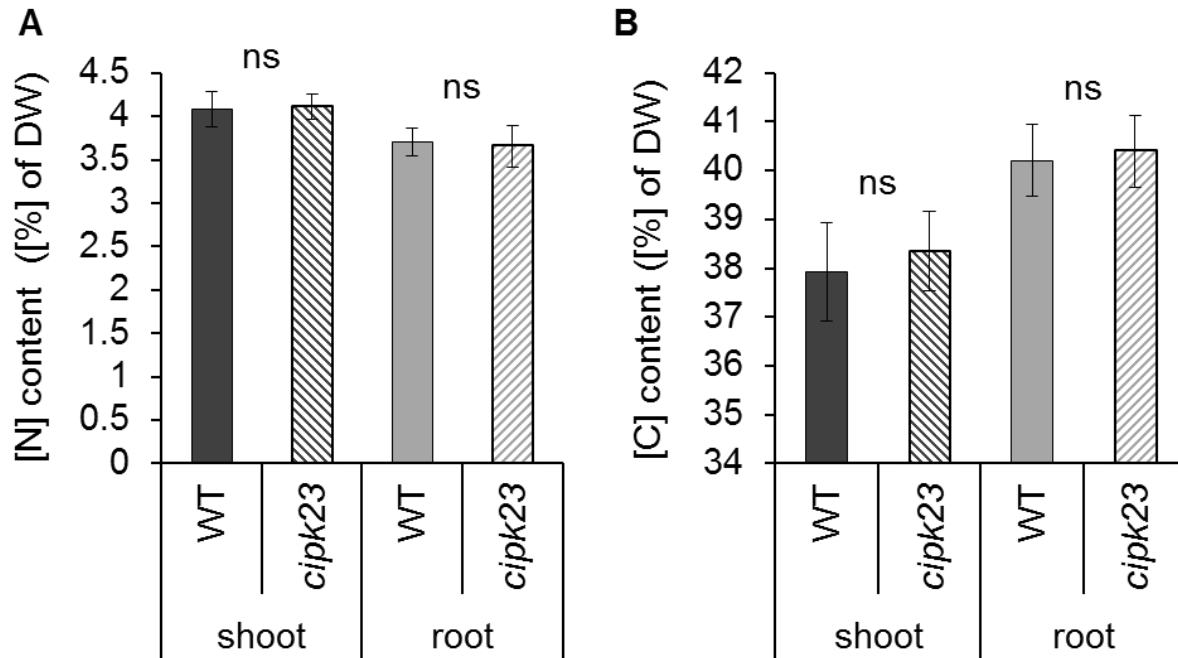 A
[N] content ([%] of DW)
4.5
4
3.5
3
2.5
2
1.5
1
0.5
0
ns
ns
WT
cipk23
WT
cipk23
shoot
root
B
[C] content ([%] of DW)
42
41
40
39
38
37
36
35
34
ns
ns
WT
cipk23
WT
cipk23
shoot
root